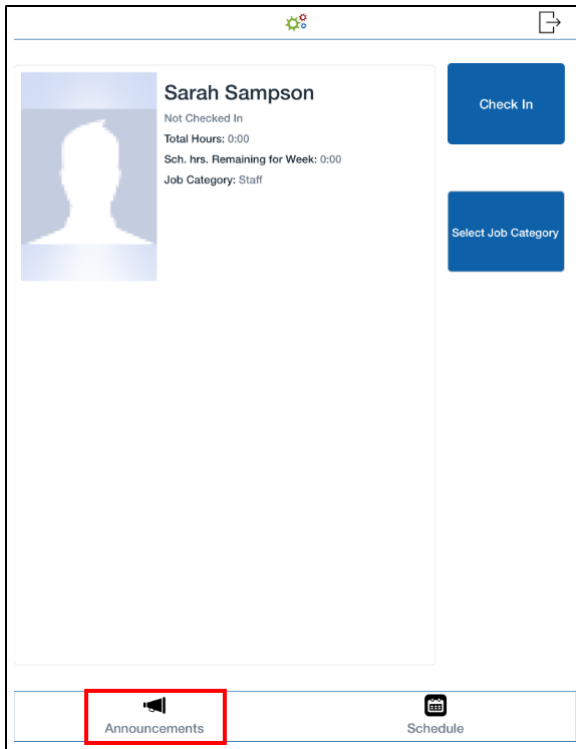 Sarah Sampson
Not Checked In
Total Hours: 0:00
Sch. hrs. Remaining for Week: 0:00
Job Category: Staff
Check In
Select Job Category
Announcements
Schedule